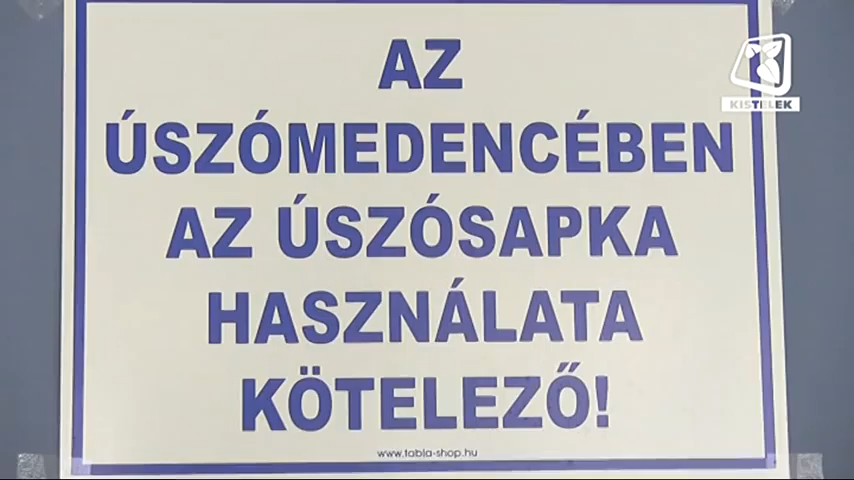 AZ
ÚSZÓMEDENCÉBEN
AZ ÚSZÓSAPKA
HASZNÁLATA
KÖTELEZŐ!
www.tabla-shop.hu
KISTELEK